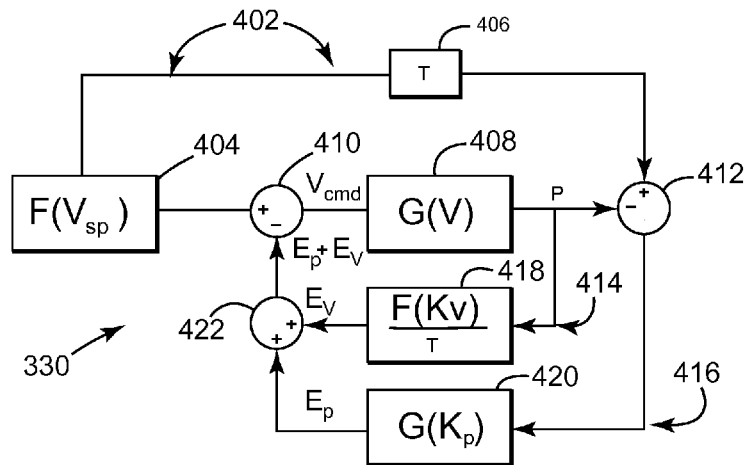 402
406
T
404
410
408
412
F(Vsp)
+
-
Vcmd
G(V)
P
-
+
Ep + EV
EV
418
414
422
+
+
F(Kv)
T
330
420
416
Ep
G(Kp)